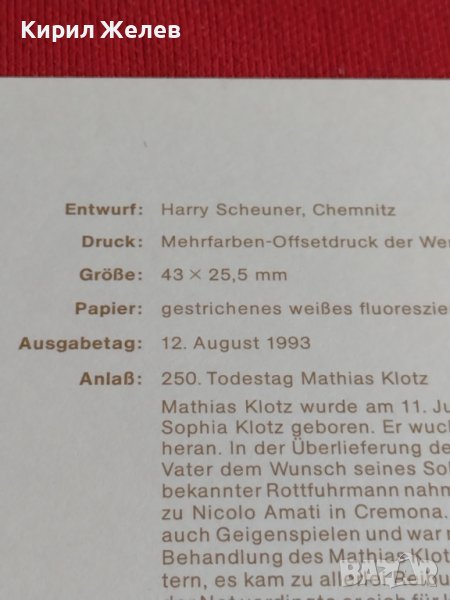 Кирил Желев
Entwurf: Harry Scheuner, Chemnitz
Druck: Mehrfarben-Offsetdruck der
Größe: 43 × 25,5 mm
Papier: gestrichenes weißes
Ausgabetag: 12. August 1993
Anlaß: 250. Todestag Mathias Klotz
Mathias Klotz wurde am 11.
Sophia Klotz geboren. Er
heran. In der Überlieferung
Vater dem Wunsch seines
bekannter Rottfuhrmann nahm
zu Nicolo Amati in Cremona.
auch Geigenspielen und war
Behandlung des Mathias Klotz
tern, es kam zu
BAZAR